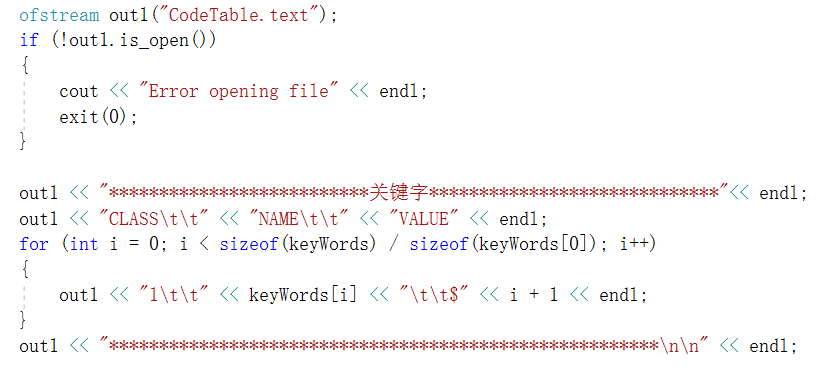 ofstream out1("CodeTable.text");
if (!out1.is_open())
{
    cout << "Error opening file" << endl;
    exit(0);
}
out1 << "**************************关键字*****************************"<< endl;
out1 << "CLASS\t\t" << "NAME\t\t" << "VALUE" << endl;
for (int i = 0; i < sizeof(keyWords) / sizeof(keyWords[0]); i++)
{
    out1 << "1\t\t" << keyWords[i] << "\t\t$" << i + 1 << endl;
}
out1 << "*******************************************************\n\n" << endl;